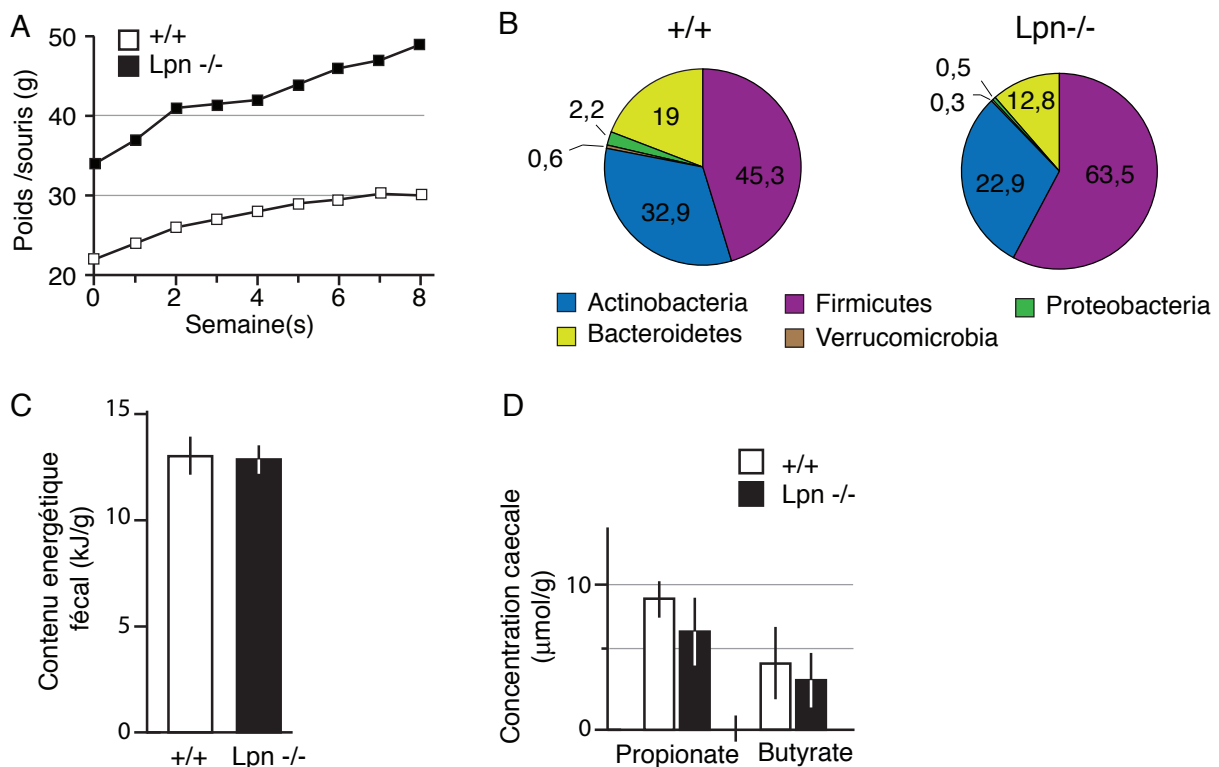 A
+/+
Lpn -/-
Poids /souris (g)
50
40
30
20
0
2
4
6
8
Semaine(s)
B
+/+
Lpn-/-
19
2,2
0,6
45,3
32,9
0,5
0,3
12,8
22,9
63,5
Actinobacteria
Firmicutes
Proteobacteria
Bacteroidetes
Verrucomicrobia
C
Contenu energétique
fécal (kJ/g)
15
10
5
0
+/+
Lpn -/-
D
+/+
Lpn -/-
Concentration caecale
(µmol/g)
10
0
Propionate
Butyrate